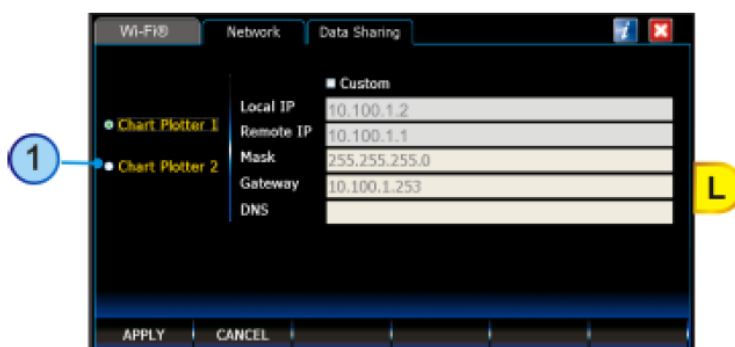 Wi-Fi® Network Data Sharing
Custom
Local IP 10.100.1.2
Chart Plotter 1
Remote IP 10.100.1.1
1
Mask 255.255.255.0
Chart Plotter 2
Gateway 10.100.1.253
L
DNS
APPLY CANCEL